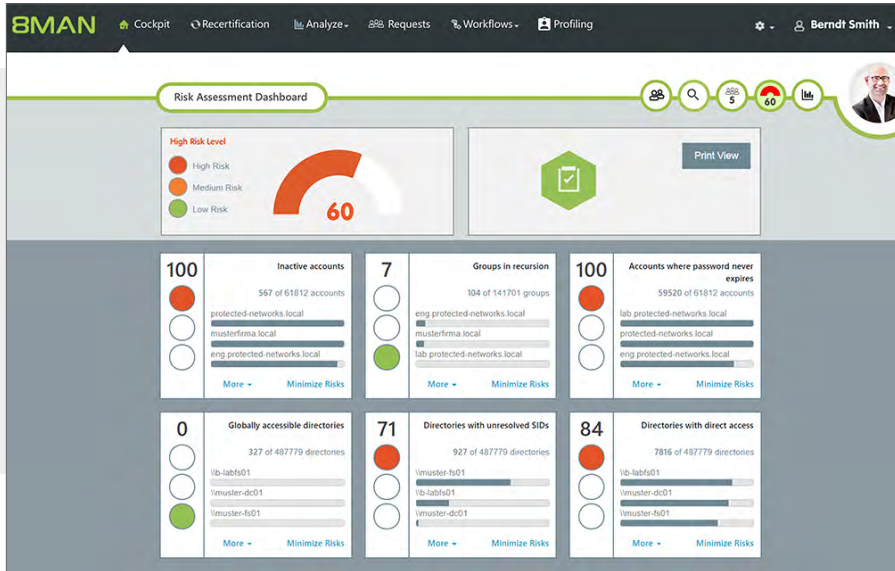 8MAN
Cockpit
Recertification
Analyze
Requests
Workflows
Profiling
Berndt Smith
Risk Assessment Dashboard
5
60
High Risk Level
High Risk
Medium Risk
Low Risk
60
Print View
100
Inactive accounts
567 of 61812 accounts
protected-networks.local
musterfirma.local
eng.protected-networks.local
More
Minimize Risks
7
Groups in recursion
104 of 141701 groups
eng.protected-networks.local
musterfirma.local
lab.protected-networks.local
More
Minimize Risks
100
Accounts where password never
expires
59520 of 61812 accounts
lab.protected-networks.local
protected-networks.local
eng.protected-networks.local
More
Minimize Risks
0
Globally accessible directories
327 of 487779 directories
\\b-labfs01
\\muster-dc01
\\muster-fs01
More
Minimize Risks
71
Directories with unresolved SIDs
927 of 487779 directories
\\muster-fs01
\\b-labfs01
\\muster-dc01
More
Minimize Risks
84
Directories with direct access
7816 of 487779 directories
\\b-labfs01
\\muster-dc01
\\muster-fs01
More
Minimize Risks